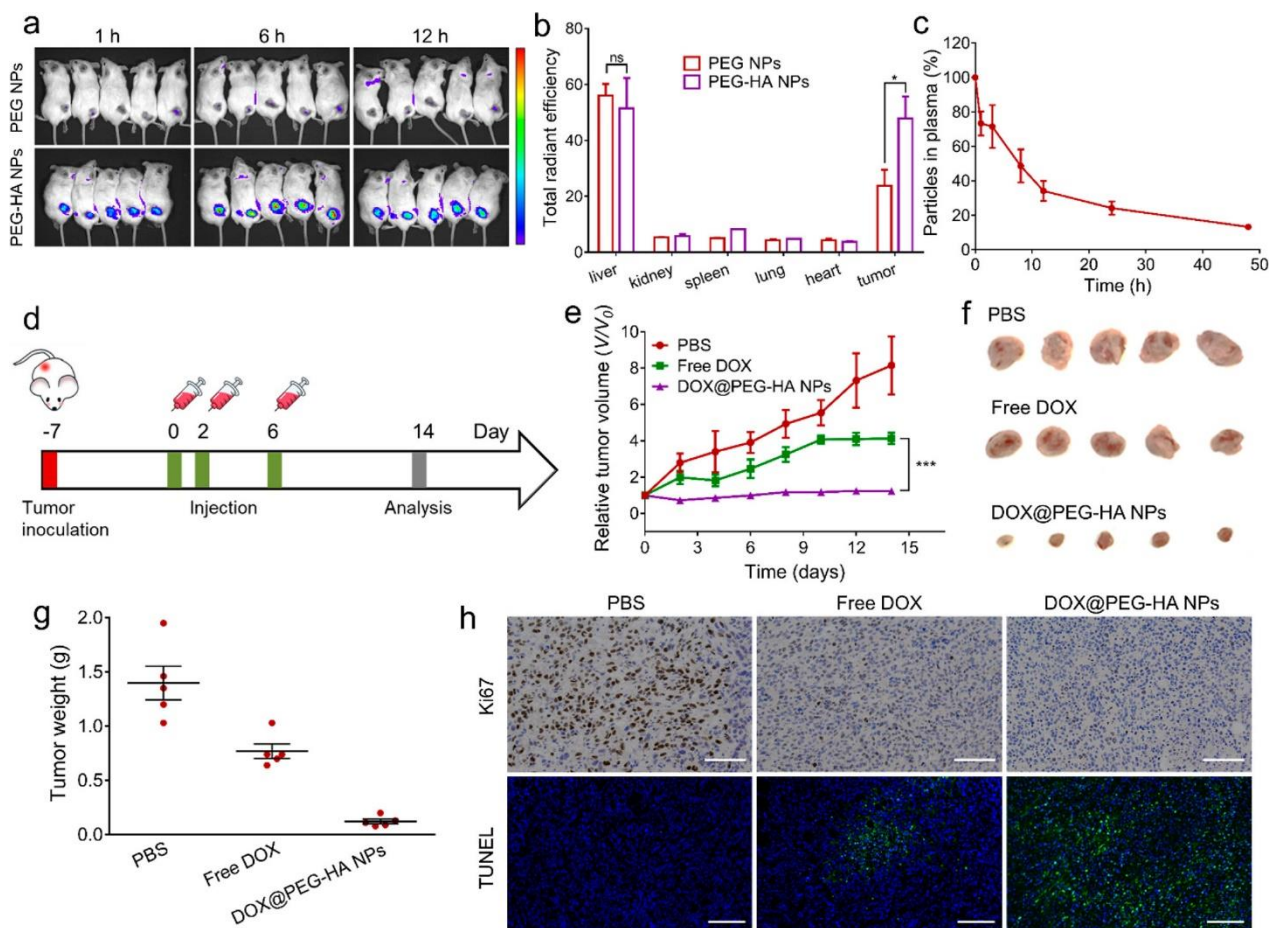 a
1 h 6 h 12 h
PEG NPs
PEG-HA NPs
b
Total radiant efficiency
80
60
40
20
0
ns
*
PEG NPs
PEG-HA NPs
liver kidney spleen lung heart tumor
c
Particles in plasma (%)
120
100
80
60
40
20
0
0 10 20 30 40 50
Time (h)
d
-7 0 2 6 14 Day
Tumor inoculation
Injection
Analysis
e
Relative tumor volume (V/V0)
10
8
6
4
2
0
PBS
Free DOX
DOX@PEG-HA NPs
***
0 3 6 9 12 15
Time (days)
f
PBS
Free DOX
DOX@PEG-HA NPs
g
Tumor weight (g)
2.0
1.5
1.0
0.5
0.0
PBS
Free DOX
DOX@PEG-HA NPs
h
PBS Free DOX DOX@PEG-HA NPs
Ki67
TUNEL